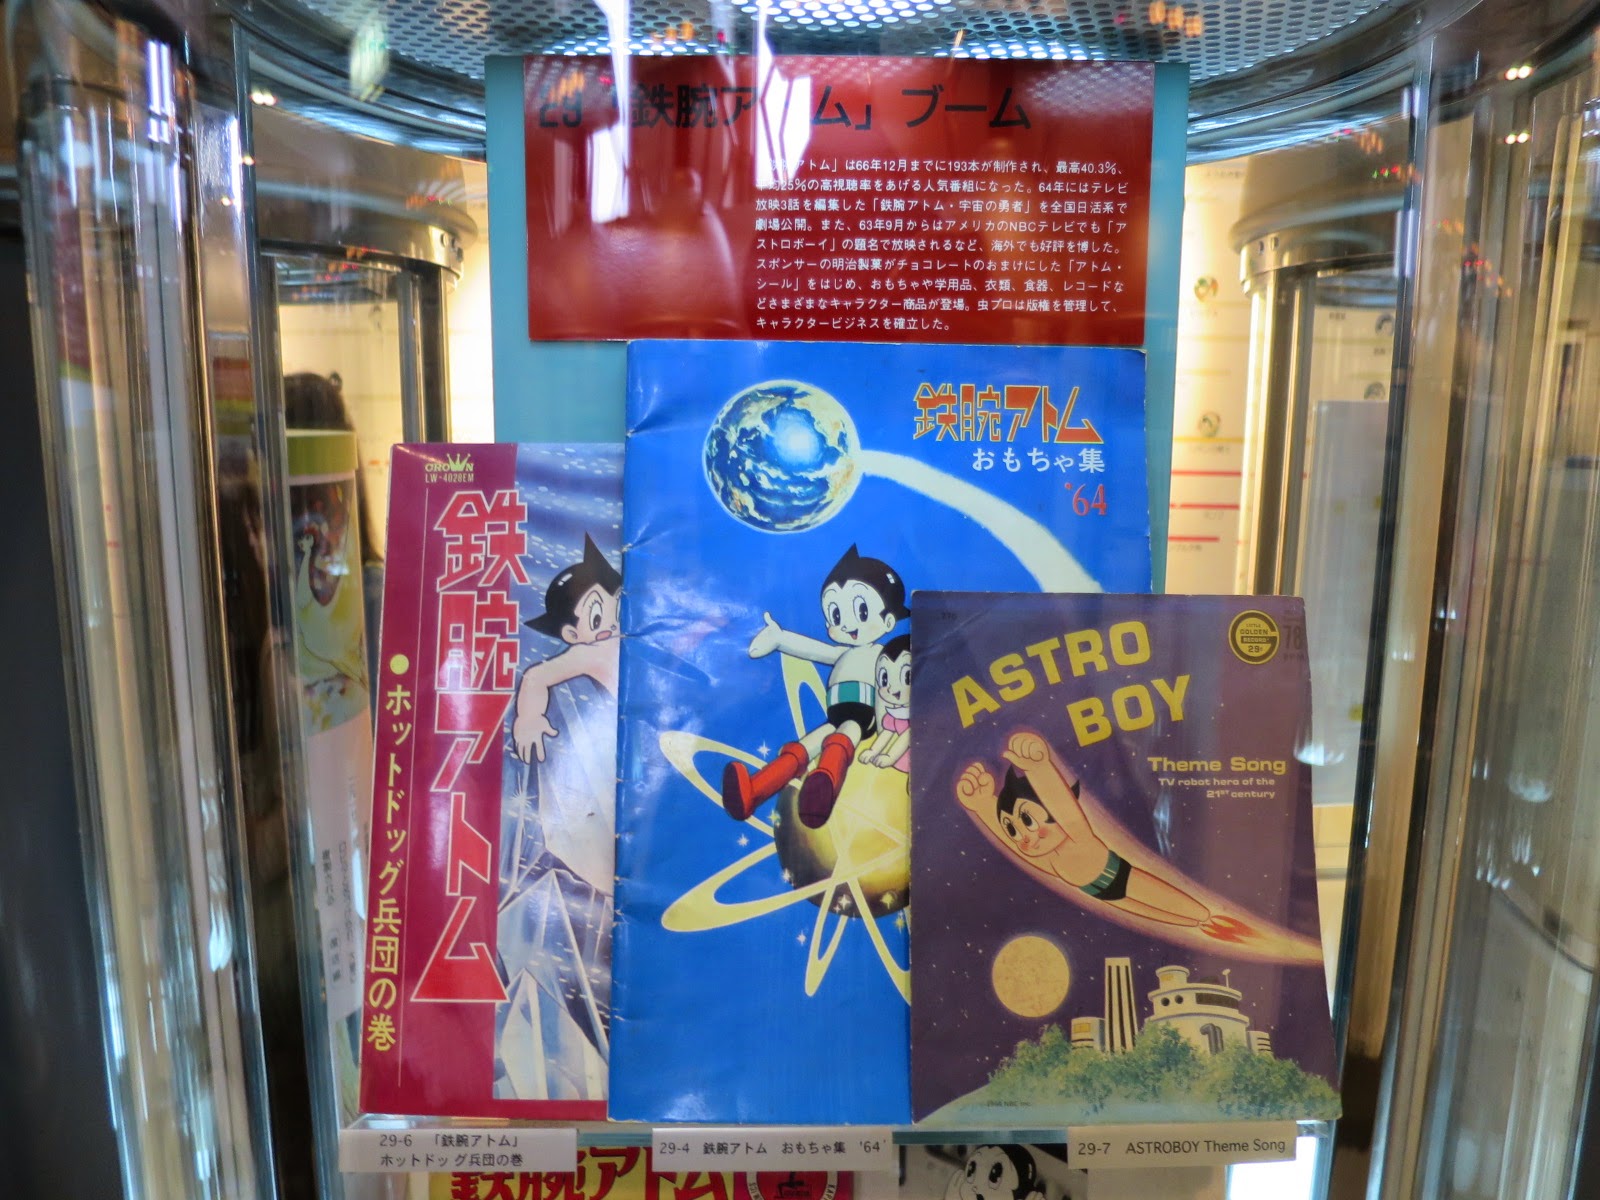 29 「鉄腕アトム」ブーム
アトム」は66年12月までに193本が制作され、最高40.3%、
25%の高視聴率をあげる人気番組になった。64年にはテレビ
放映3話を編集した「鉄腕アトム・宇宙の勇者」を全国日活系で
劇場公開。また、63年9月からはアメリカのNBCテレビでも「ア
ストロボーイ」の題名で放映されるなど、海外でも好評を博した。
スポンサーの明治製菓がチョコレートのおまけにした「アトム・
シール」をはじめ、おもちゃや学用品、衣類、食器、レコードな
どさまざまなキャラクター商品が登場。虫プロは版権を管理して、
キャラクタービジネスを確立した。
CROWN
LW-4028EM
鉄腕アトム
●ホットドッグ兵団の巻
鉄腕アトム
おもちゃ集
'64
ASTRO
BOY
LITTLE
GOLDEN
RECORD
29¢
78
Theme Song
TV robot hero of the
21st century
29-6 「鉄腕アトム」
ホットドッグ兵団の巻
29-4 鉄腕アトム おもちゃ集 '64'
29-7 ASTROBOY Theme Song
鉄腕アトム